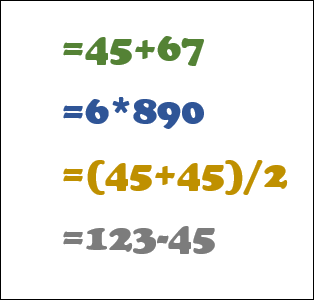 =45+67
=6*890
=(45+45)/2
=123-45